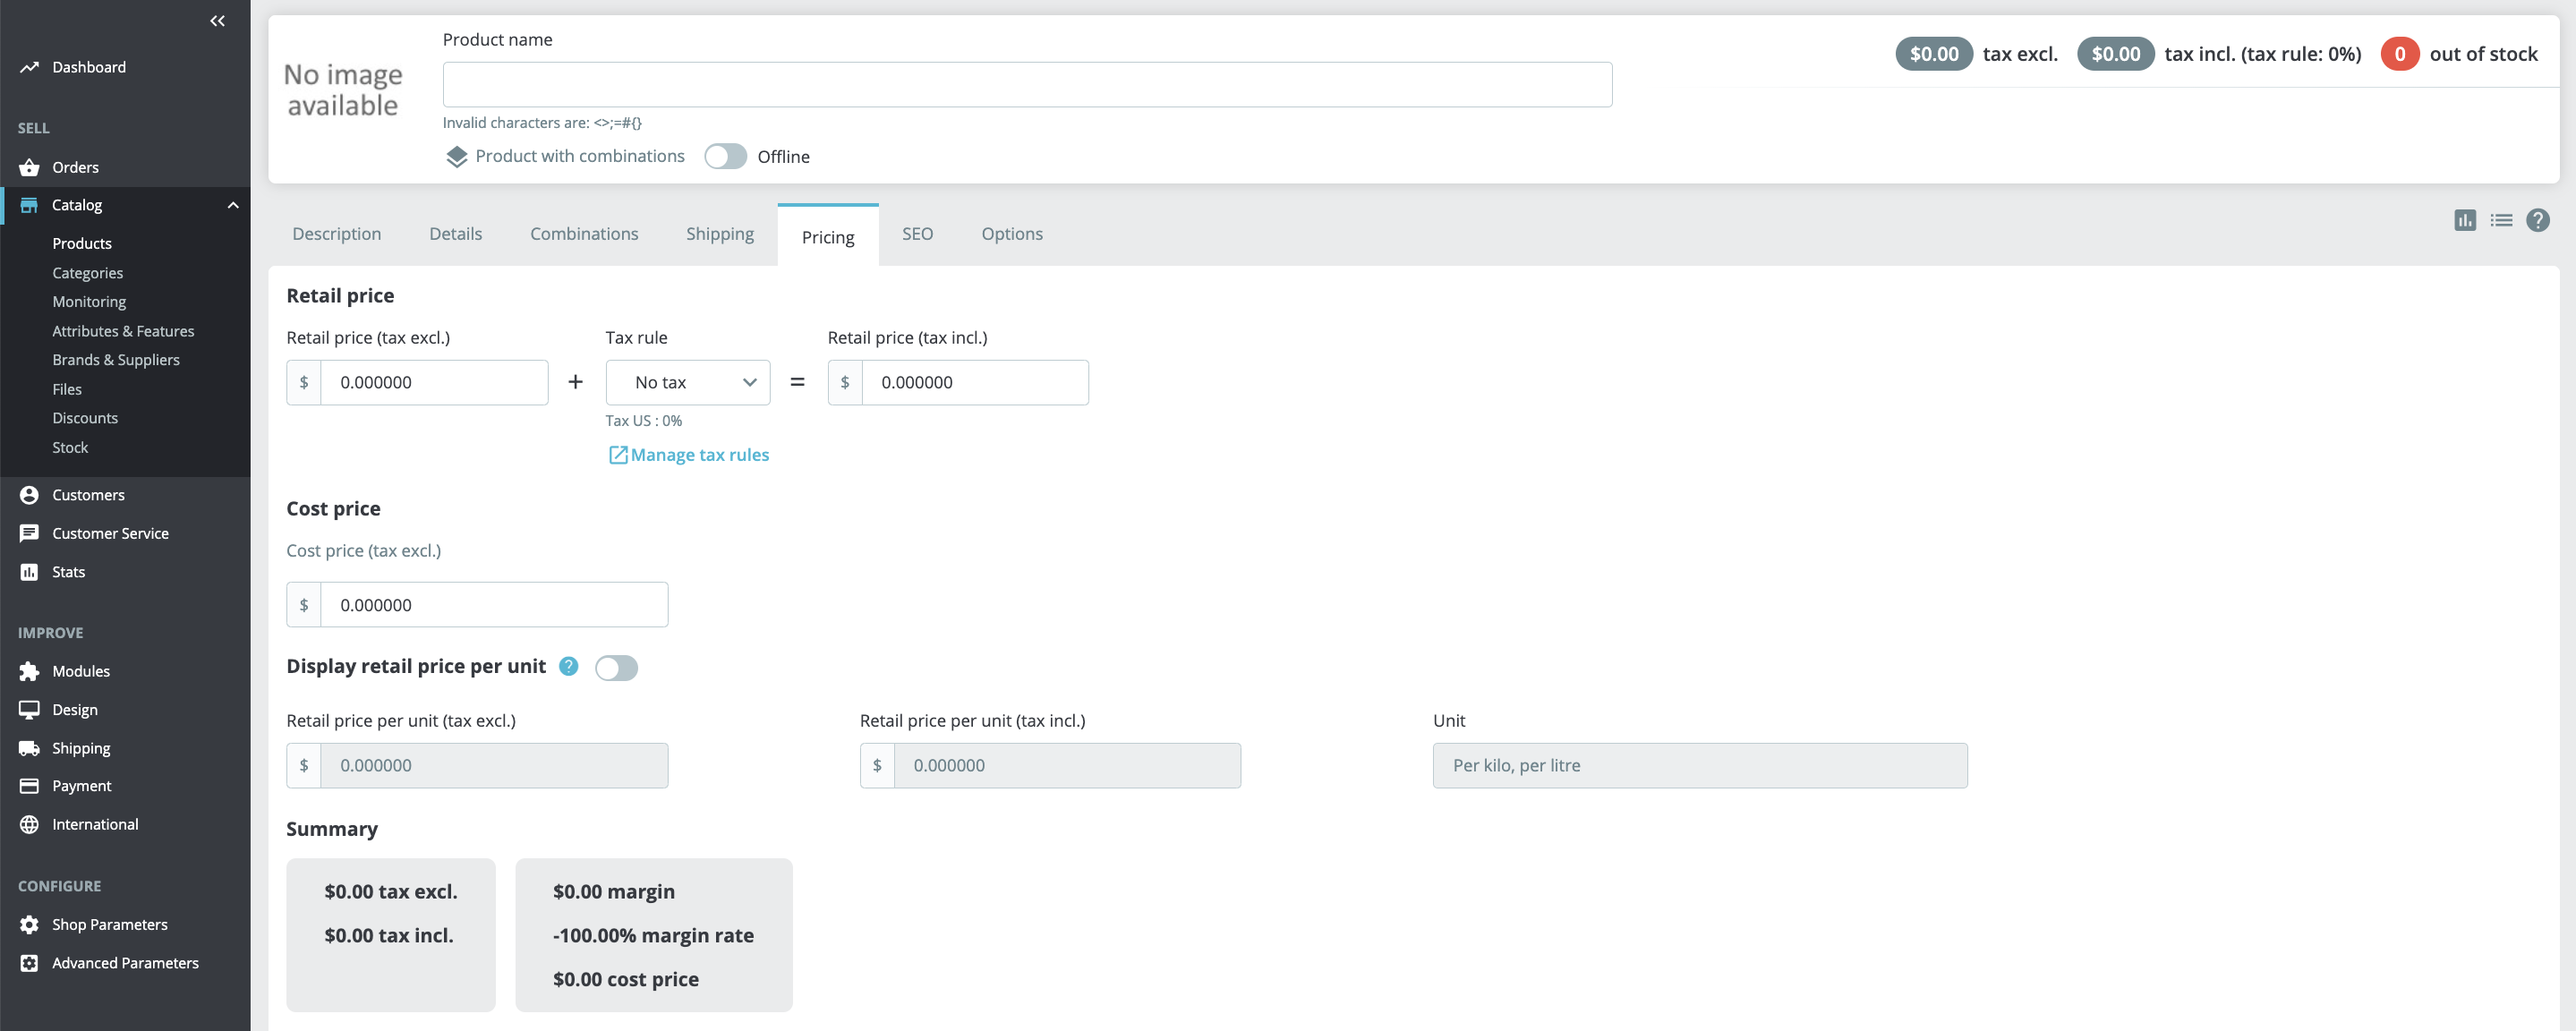 Dashboard
SELL
Orders
Catalog
Products
Categories
Monitoring
Attributes & Features
Brands & Suppliers
Files
Discounts
Stock
Customers
Customer Service
Stats
IMPROVE
Modules
Design
Shipping
Payment
International
CONFIGURE
Shop Parameters
Advanced Parameters
No image
available
Product name
Invalid characters are: <>;=#{}
Product with combinations Offline
$0.00 tax excl. $0.00 tax incl. (tax rule: 0%) 0 out of stock
Description Details Combinations Shipping Pricing SEO Options
Retail price
Retail price (tax excl.) Tax rule Retail price (tax incl.)
$ 0.000000 + No tax = $ 0.000000
Tax US : 0%
Manage tax rules
Cost price
Cost price (tax excl.)
$ 0.000000
Display retail price per unit ?
Retail price per unit (tax excl.) Retail price per unit (tax incl.) Unit
$ 0.000000 $ 0.000000 Per kilo, per litre
Summary
$0.00 tax excl.
$0.00 tax incl.
$0.00 margin
-100.00% margin rate
$0.00 cost price